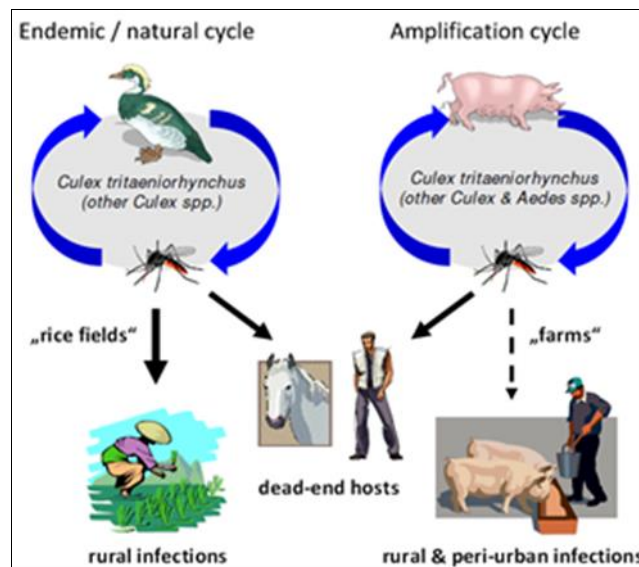 Endemic / natural cycle
Amplification cycle
Culex tritaeniorhynchus
(other Culex spp.)
Culex tritaeniorhynchus
(other Culex & Aedes spp.)
„rice fields“
„farms“
dead-end hosts
rural infections
rural & peri-urban infections